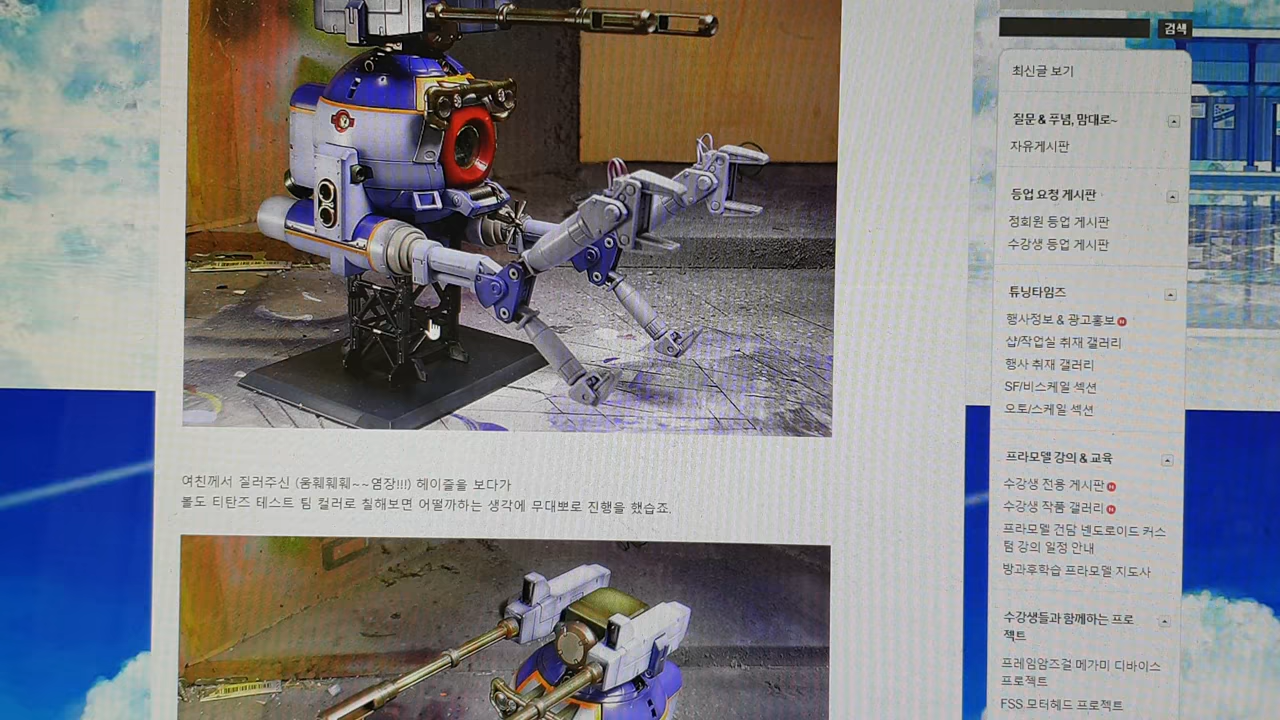 검색
최신글 보기
질문 & 푸념, 맘대로~
자유게시판
등업 요청 게시판
정회원 등업 게시판
수강생 등업 게시판
튜닝타임즈
행사정보 & 광고홍보
샵/작업실 취재 갤러리
행사 취재 갤러리
SF/비스케일 섹션
오토/스케일 섹션
프라모델 강의 & 교육
수강생 전용 게시판
수강생 작품 갤러리
프라모델 건담 넨도로이드 커스
텀 강의 일정 안내
방과후학습 프라모델 지도사
수강생들과 함께하는 프로
젝트
프레임암즈걸 메가미 디바이스
프로젝트
FSS 모터헤드 프로젝트
여친께서 질러주신 (움훼훼훼~~염장!!!) 헤이즐을 보다가
볼도 티탄즈 테스트 팀 컬러로 칠해보면 어떨까하는 생각에 무대뽀로 진행을 했습죠.